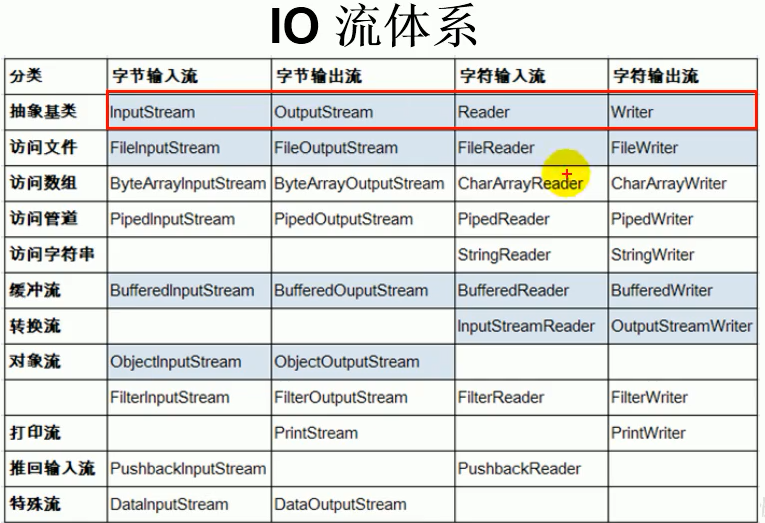 IO 流体系
分类 字节输入流 字节输出流 字符输入流 字符输出流
抽象基类 InputStream OutputStream Reader Writer
访问文件 FileInputStream FileOutputStream FileReader FileWriter
访问数组 ByteArrayInputStream ByteArrayOutputStream CharArrayReader CharArrayWriter
访问管道 PipedInputStream PipedOutputStream PipedReader PipedWriter
访问字符串 StringReader StringWriter
缓冲流 BufferedInputStream BufferedOuputStream BufferedReader BufferedWriter
转换流 InputStreamReader OutputStreamWriter
对象流 ObjectInputStream ObjectOutputStream
FilterInputStream FilterOutputStream FilterReader FilterWriter
打印流 PrintStream PrintWriter
推回输入流 PushbackInputStream PushbackReader
特殊流 DataInputStream DataOutputStream